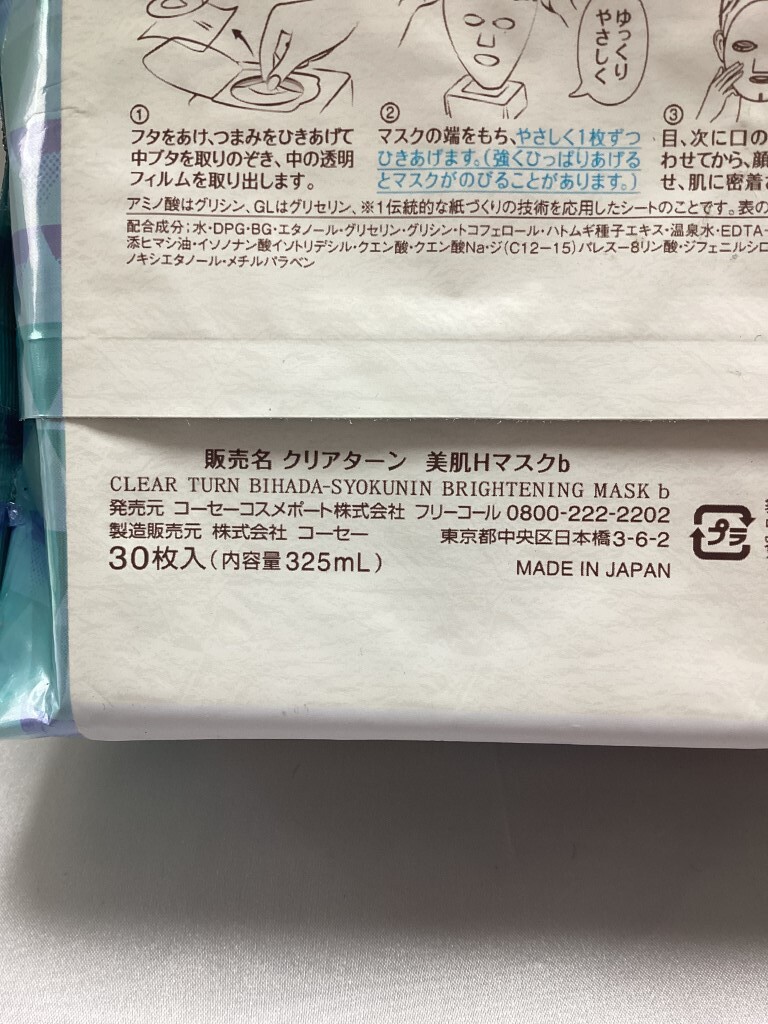 ゆっくり
やさしく
①
フタをあけ、つまみをひきあげて
中ブタを取りのぞき、中の透明
フィルムを取り出します。
②
マスクの端をもち、やさしく1枚ずつ
ひきあげます。(強くひっぱりあげる
とマスクがのびることがあります。)
③
目、次に口の
わせてから、顔
せ、肌に密着
アミノ酸はグリシン、GLはグリセリン、※1伝統的な紙づくりの技術を応用したシートのことです。表の
配合成分;水・DPG・BG・エタノール・グリセリン・グリシン・トコフェロール・ハトムギ種子エキス・温泉水・EDTA-
添ヒマシ油・イソノナン酸イソトリデシル・クエン酸・クエン酸Na・ジ(C12-15)パレス-8リン酸・ジフェニルシロ
ノキシエタノール・メチルパラベン
販売名 クリアターン 美肌Hマスクb
CLEAR TURN BIHADA-SYOKUNIN BRIGHTENING MASK b
発売元 コーセーコスメポート株式会社 フリーコール 0800-222-2202
製造販売元 株式会社 コーセー 東京都中央区日本橋3-6-2
30枚入(内容量325mL) MADE IN JAPAN
プラ